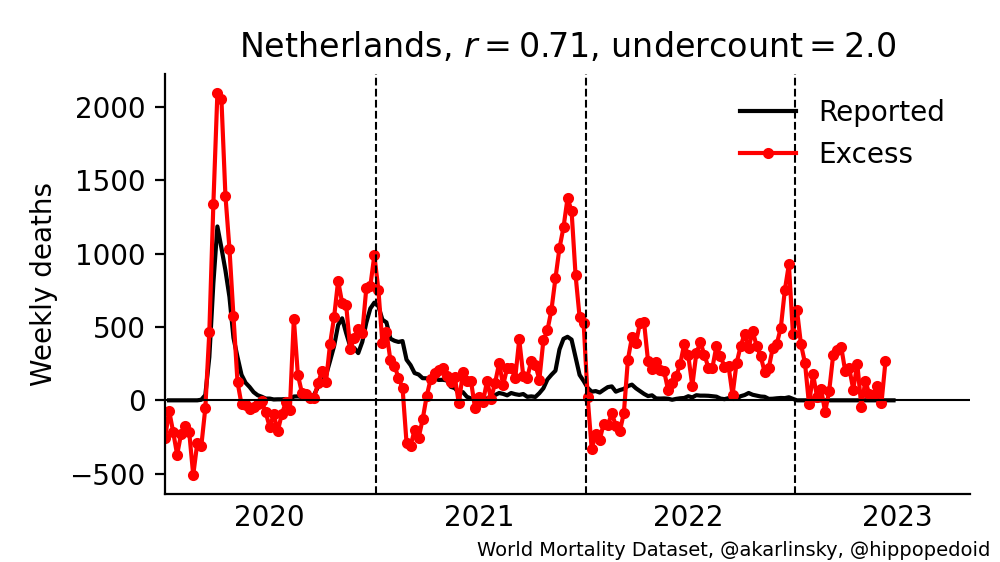 Netherlands, r = 0.71, undercount = 2.0
Reported
Excess
Weekly deaths
2000
1500
1000
500
0
−500
2020 2021 2022 2023
World Mortality Dataset, @akarlinsky, @hippopedoid